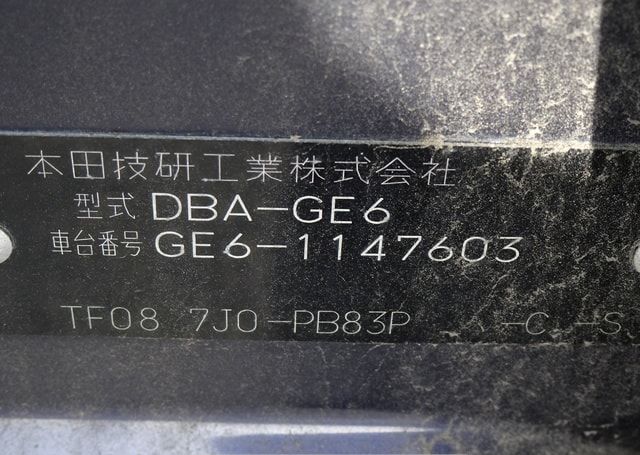 本田技研工業株式会社
型式 DBA-GE6
車台番号 GE6-1147603
TF08 7J0-PB83P -C -S